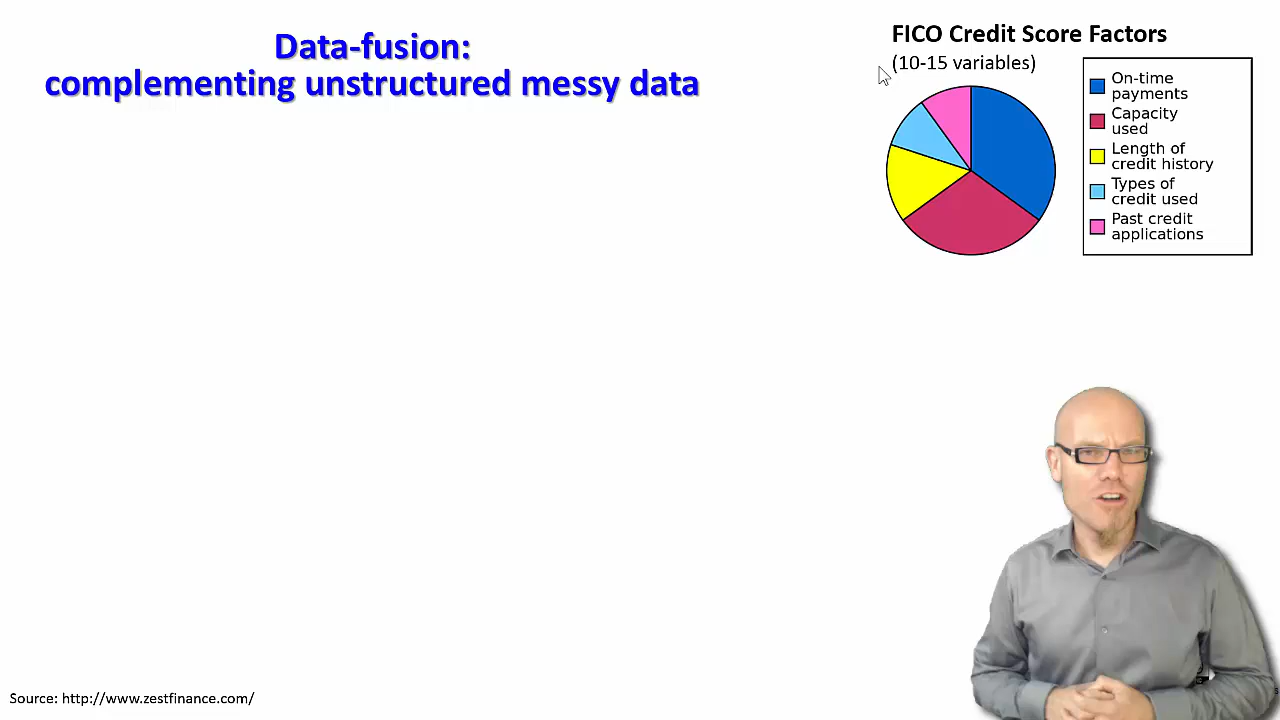 Data-fusion:
complementing unstructured messy data
FICO Credit Score Factors
(10-15 variables)
On-time
payments
Capacity
used
Length of
credit history
Types of
credit used
Past credit
applications
Source: http://www.zestfinance.com/